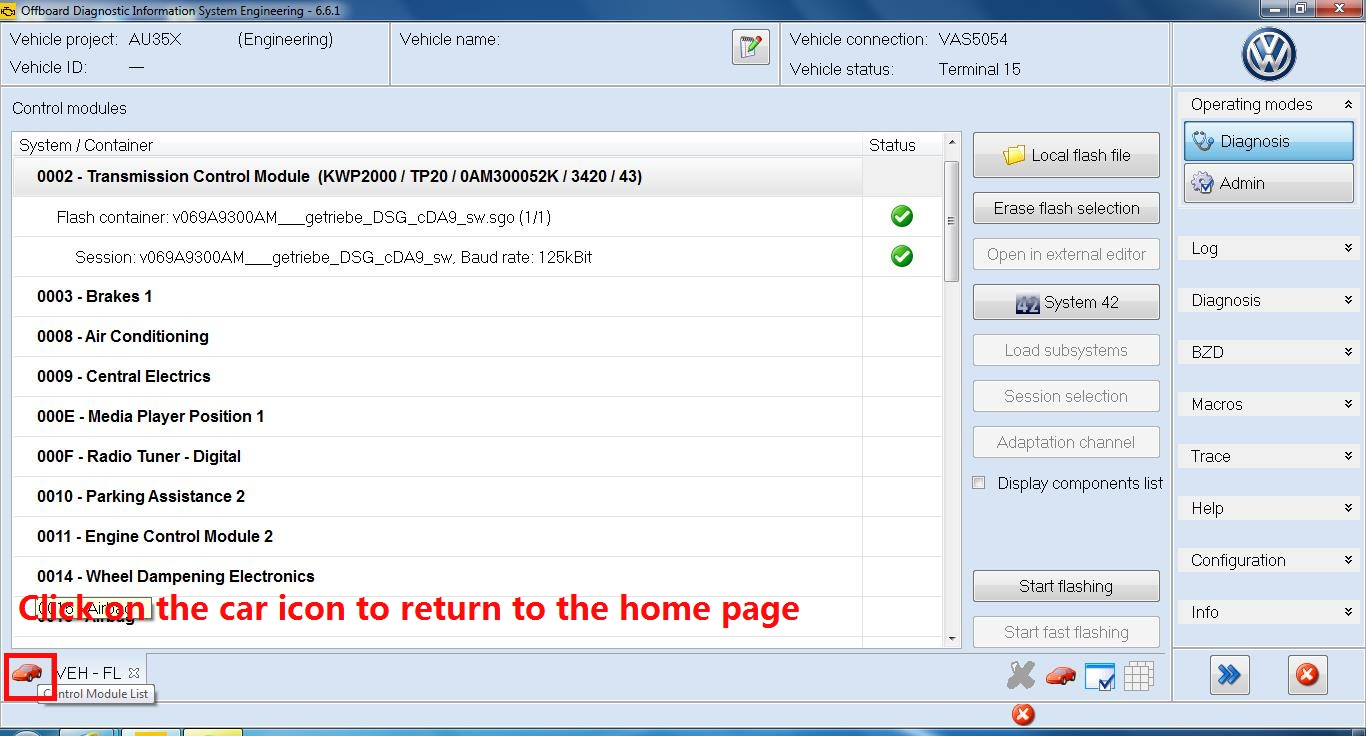 Offboard Diagnostic Information System Engineering - 6.6.1
Vehicle project: AU35X (Engineering)
Vehicle ID: —
Vehicle name:
Vehicle connection: VAS5054
Vehicle status: Terminal 15
Control modules
System / Container Status
0002 - Transmission Control Module (KWP2000 / TP20 / 0AM300052K / 3420 / 43)
Flash container: v069A9300AM___getriebe_DSG_cDA9_sw.sgo (1/1)
Session: v069A9300AM___getriebe_DSG_cDA9_sw, Baud rate: 125kBit
0003 - Brakes 1
0008 - Air Conditioning
0009 - Central Electrics
000E - Media Player Position 1
000F - Radio Tuner - Digital
0010 - Parking Assistance 2
0011 - Engine Control Module 2
0014 - Wheel Dampening Electronics
0015 - Airbag
Click on the car icon to return to the home page
VEH - FL
Control Module List
Local flash file
Erase flash selection
Open in external editor
42 System 42
Load subsystems
Session selection
Adaptation channel
Display components list
Start flashing
Start fast flashing
Operating modes
Diagnosis
Admin
Log
Diagnosis
BZD
Macros
Trace
Help
Configuration
Info